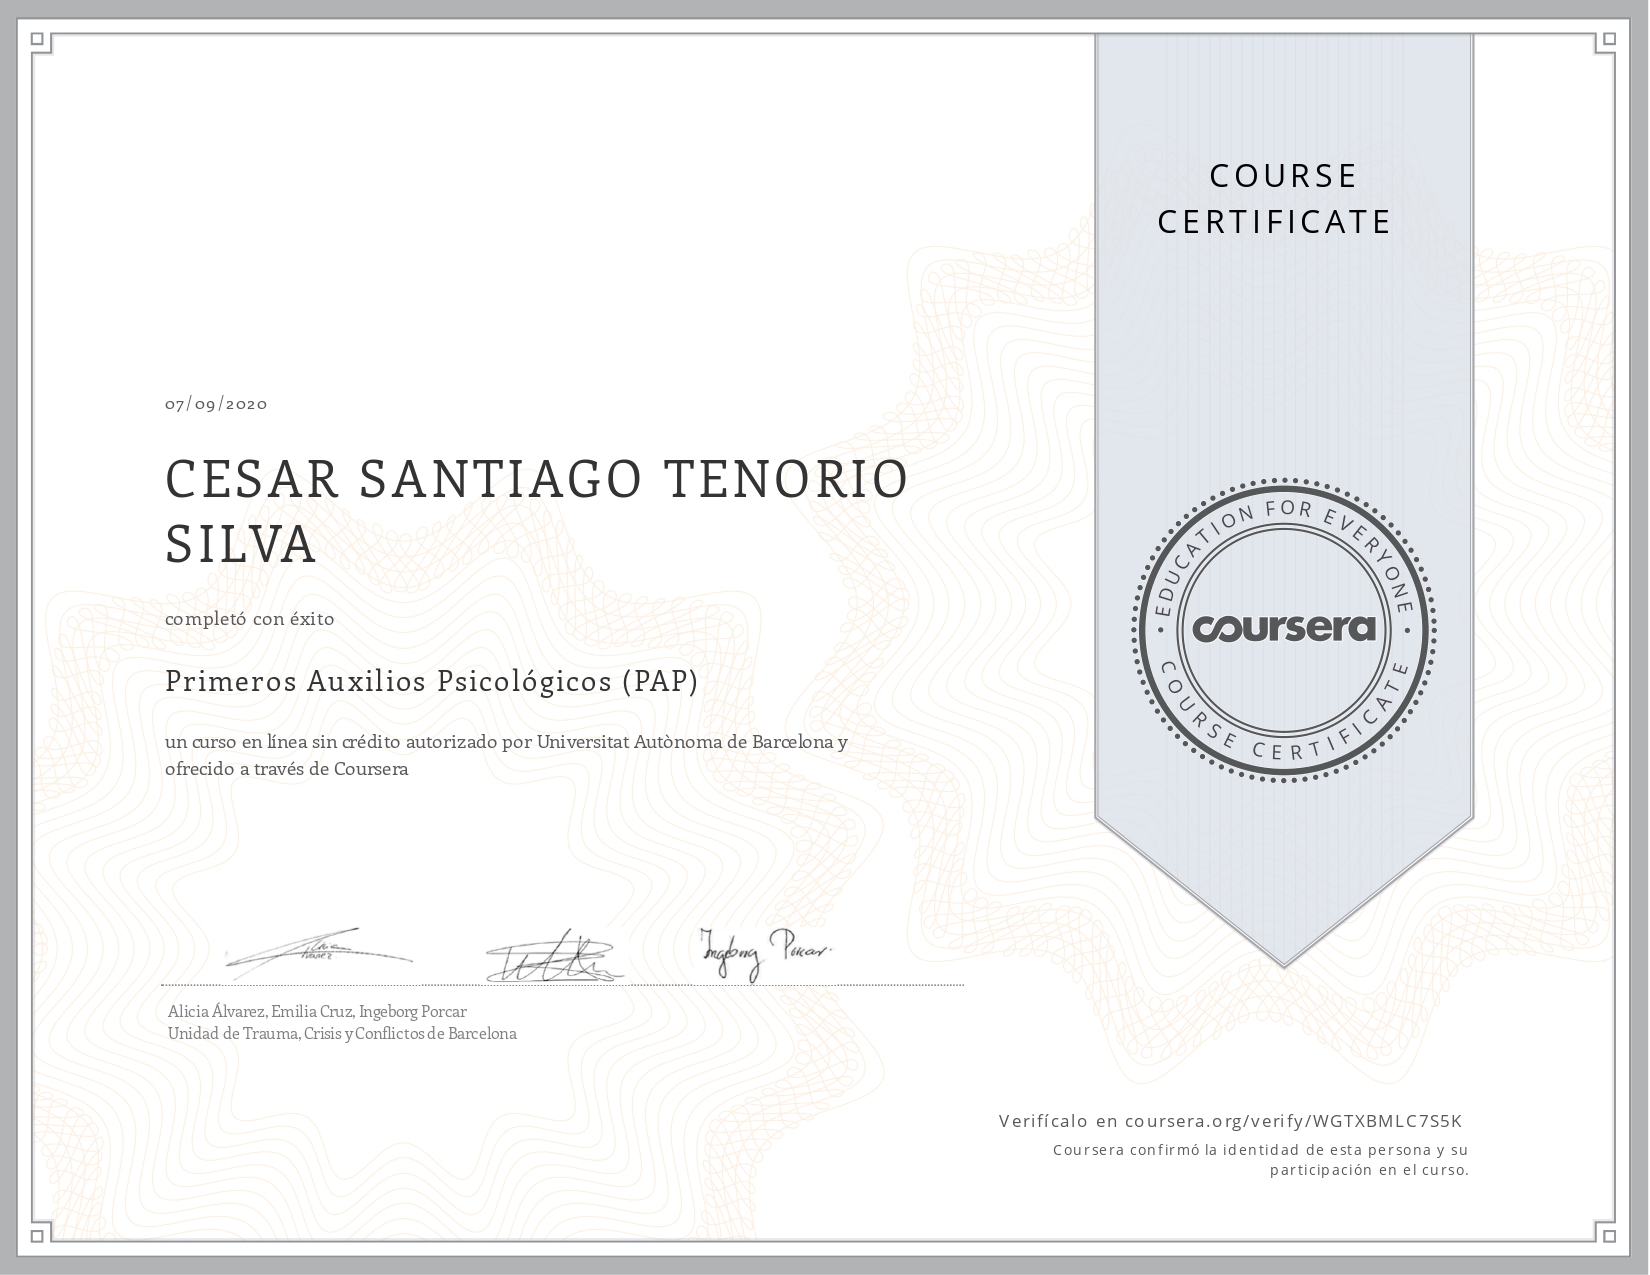 COURSE
CERTIFICATE
07/09/2020
CESAR SANTIAGO TENORIO
SILVA
completó con éxito
Primeros Auxilios Psicológicos (PAP)
un curso en línea sin crédito autorizado por Universitat Autònoma de Barcelona y
ofrecido a través de Coursera
EDUCATION FOR EVERYONE
coursera
COURSE CERTIFICATE
Ingeborg Porcar
Alicia Álvarez, Emilia Cruz, Ingeborg Porcar
Unidad de Trauma, Crisis y Conflictos de Barcelona
Verifícalo en coursera.org/verify/WGTXBMLC7S5K
Coursera confirmó la identidad de esta persona y su
participación en el curso.